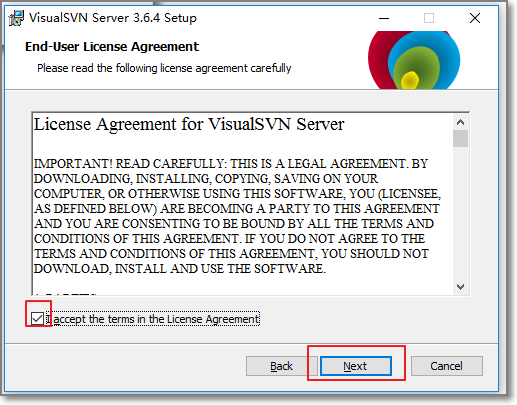 VisualSVN Server 3.6.4 Setup
End-User License Agreement
Please read the following license agreement carefully
License Agreement for VisualSVN Server
IMPORTANT! READ CAREFULLY: THIS IS A LEGAL AGREEMENT. BY
DOWNLOADING, INSTALLING, COPYING, SAVING ON YOUR
COMPUTER, OR OTHERWISE USING THIS SOFTWARE, YOU (LICENSEE,
AS DEFINED BELOW) ARE BECOMING A PARTY TO THIS AGREEMENT
AND YOU ARE CONSENTING TO BE BOUND BY ALL THE TERMS AND
CONDITIONS OF THIS AGREEMENT. IF YOU DO NOT AGREE TO THE
TERMS AND CONDITIONS OF THIS AGREEMENT, YOU SHOULD NOT
DOWNLOAD, INSTALL AND USE THE SOFTWARE.
I accept the terms in the License Agreement
Back Next Cancel